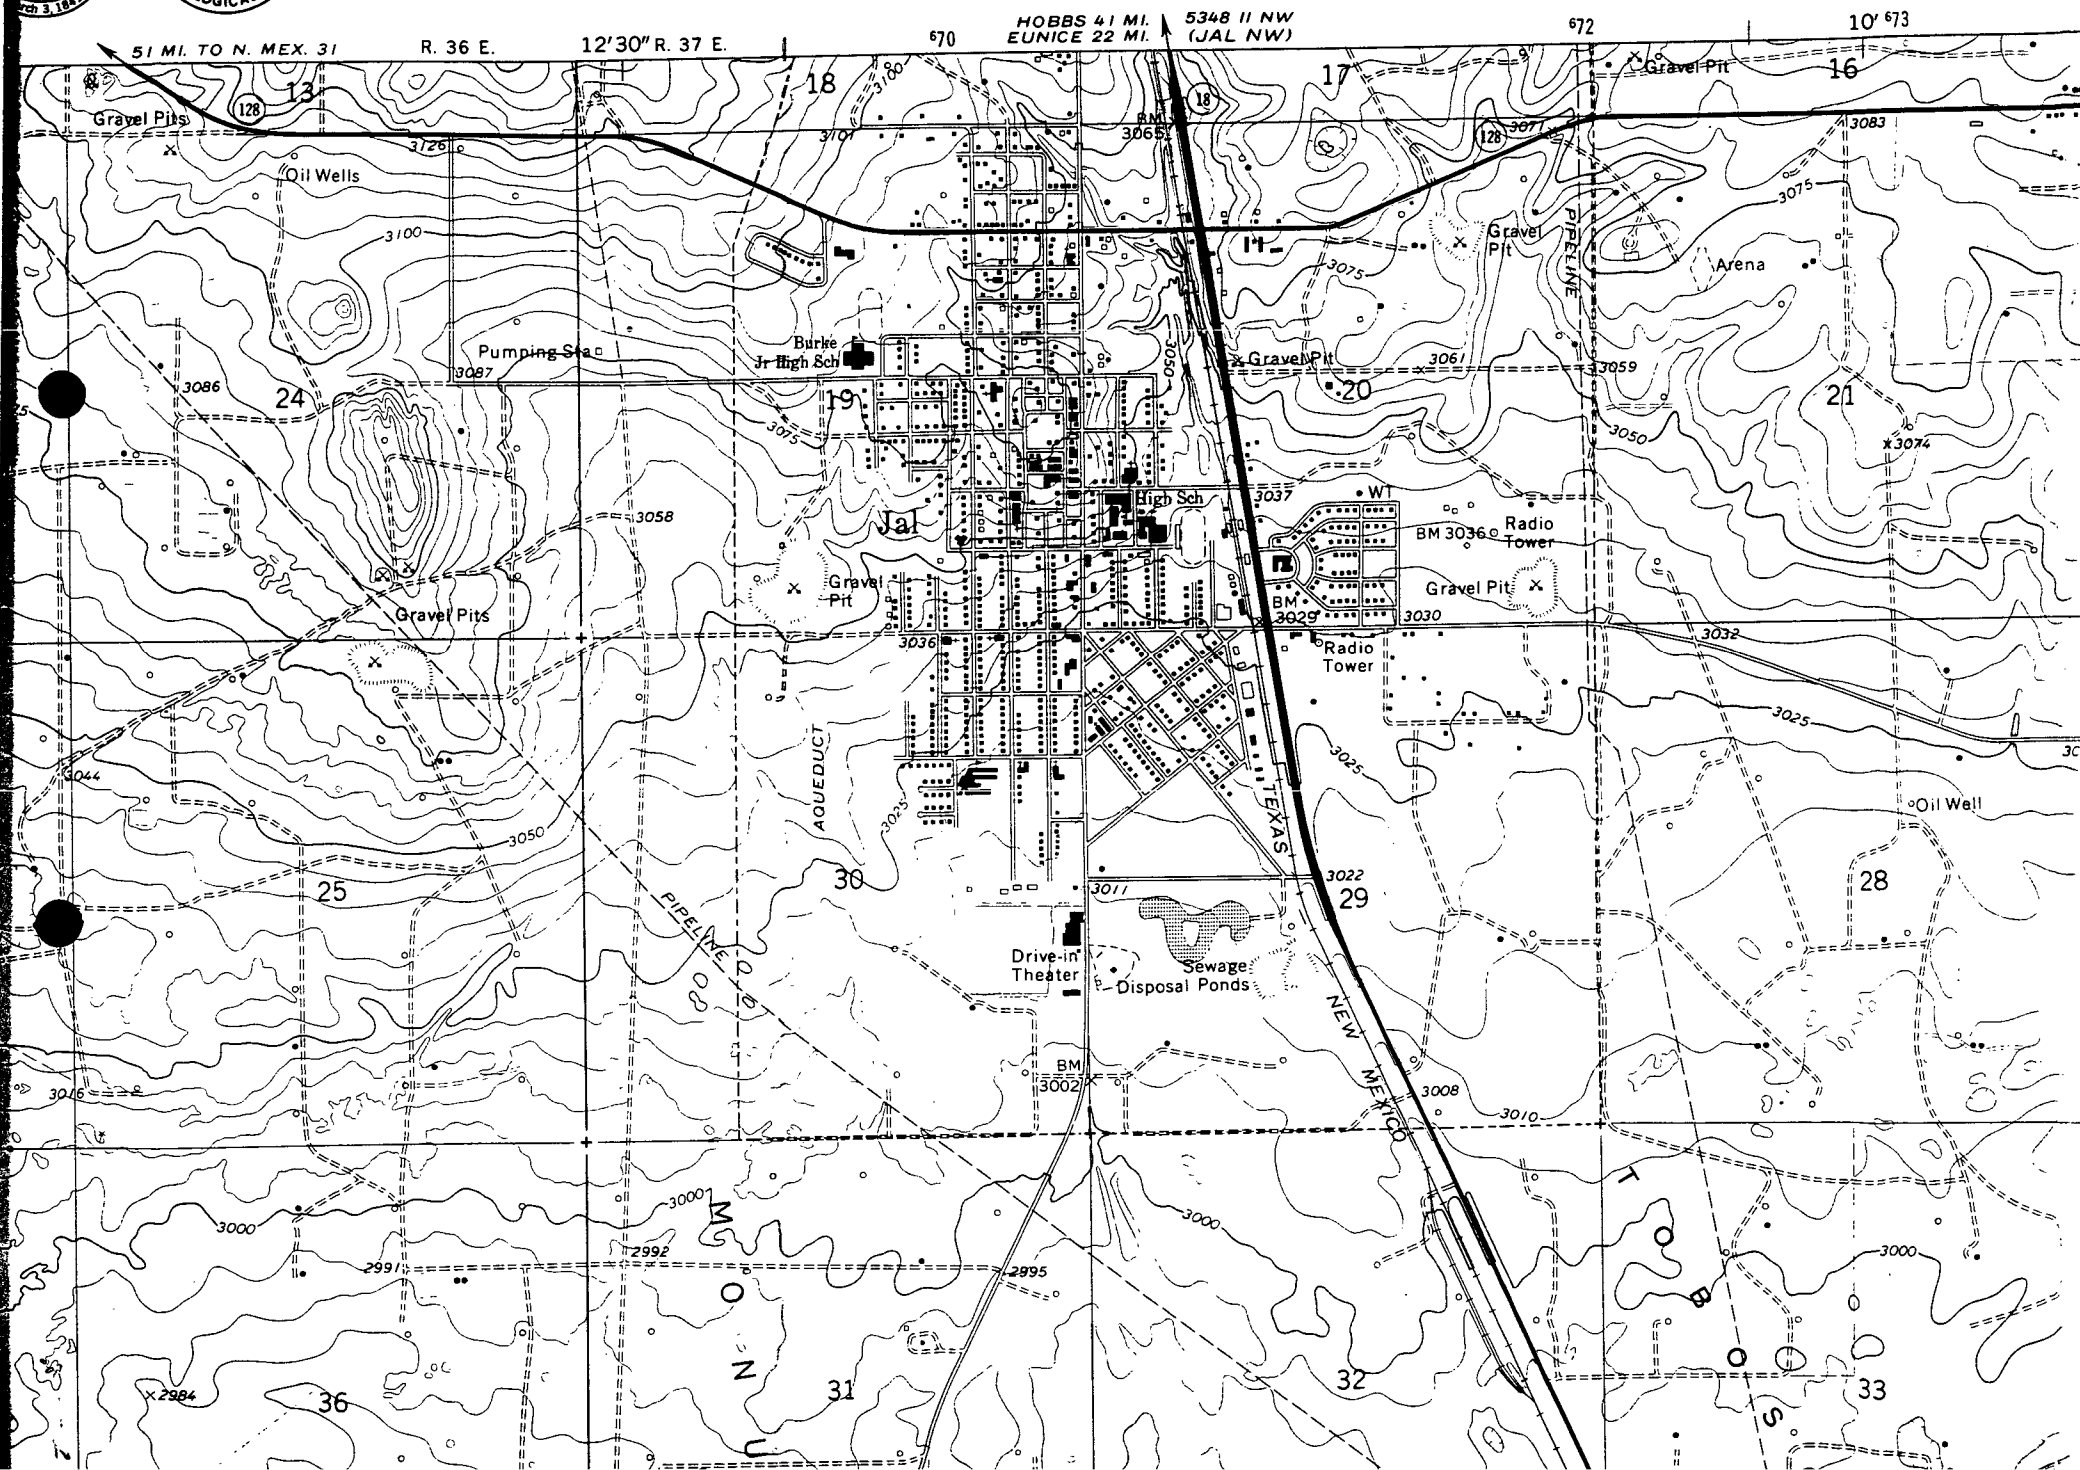 rch 3, 184
OGICAL
HOBBS 41 MI.
EUNICE 22 MI.
5348 II NW
(JAL NW)
51 MI. TO N. MEX. 31
R. 36 E.
12'30" R. 37 E.
670
672
10' 673
13
18
17
16
128
18
128
Gravel Pits
Gravel Pit
3100
3101
3126
BM
3065
3071
3083
Oil Wells
3075
3100
Gravel
Pit
PIPELINE
Arena
3075
Pumping Sta
Burke
Jr High Sch
3050
Gravel Pit
3061
3059
3086
3087
24
19
20
21
3075
3050
3074
3037
WT
High Sch
Jal
3058
BM 3036
Radio
Tower
Gravel
Pit
Gravel Pit
Gravel Pits
BM
3029
3030
3032
3036
Radio
Tower
3025
3025
AQUEDUCT
3044
3025
TEXAS
Oil Well
3050
25
30
3022
29
28
3011
PIPELINE
Drive-in
Theater
Sewage
Disposal Ponds
NEW
BM
3002
MEXICO
3008
3010
3016
3000
3000
3000
3000
M
O
N
U
T
O
B
O
S
2991
2992
2995
2984
36
31
32
33